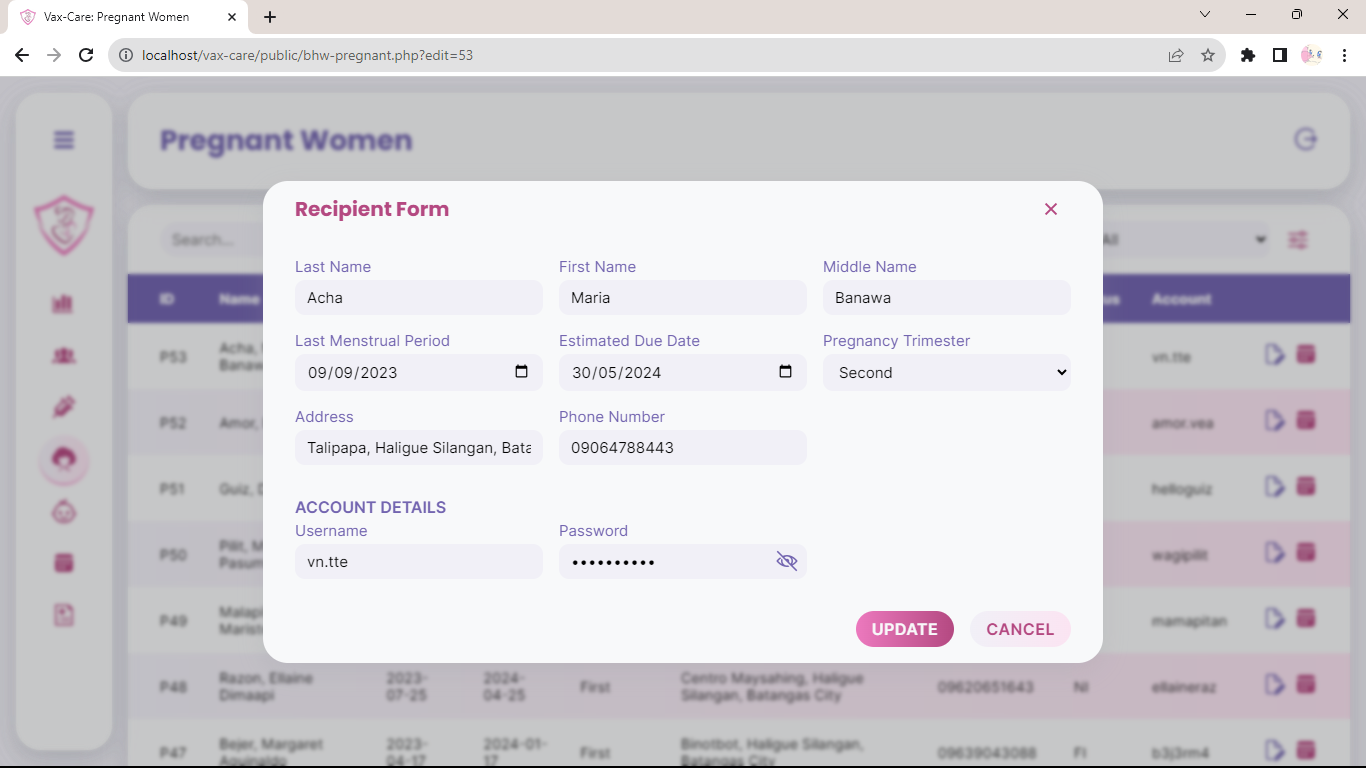 Vax-Care: Pregnant Women
localhost/vax-care/public/bhw-pregnant.php?edit=53
Pregnant Women
Recipient Form
Search...
All
Last Name First Name Middle Name
Acha Maria Banawa
ID Name Account
Last Menstrual Period Estimated Due Date Pregnancy Trimester
09/09/2023 30/05/2024 Second
P53 Acha, vn.tte
Address Phone Number
Talipapa, Haligue Silangan, Bata 09064788443
P52 Amor, amor.vea
P51 Guiz, helloguiz
ACCOUNT DETAILS
Username Password
vn.tte ••••••••••
P50 Pilit, wagipilit
P49 mamapitan
UPDATE CANCEL
P48 Razon, Ellaine Dimaapi 2023-07-25 2024-04-25 First Centro Maysahing, Haligue Silangan, Batangas City 09620651643 NI ellaineraz
P47 Bejer, Margaret Aguinaldo 2023-04-17 2024-01-17 First Binotbot, Haligue Silangan, Batangas City 09639043088 FI b3j3rm4